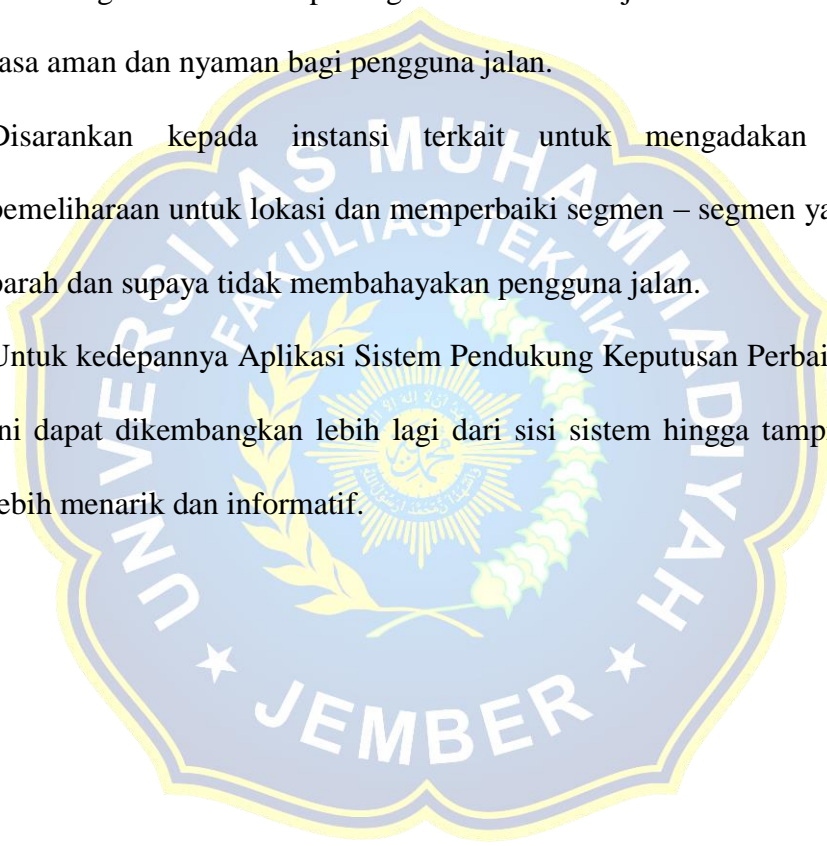 asa aman dan nyaman bagi pengguna jalan.
Disarankan kepada instansi terkait untuk mengadakan
pemeliharaan untuk lokasi dan memperbaiki segmen – segmen ya
parah dan supaya tidak membahayakan pengguna jalan.
Untuk kedepannya Aplikasi Sistem Pendukung Keputusan Perbai
ini dapat dikembangkan lebih lagi dari sisi sistem hingga tamp
lebih menarik dan informatif.
UNIVERSITAS MUHAMMADIYAH
FAKULTAS TEKNIK
JEMBER